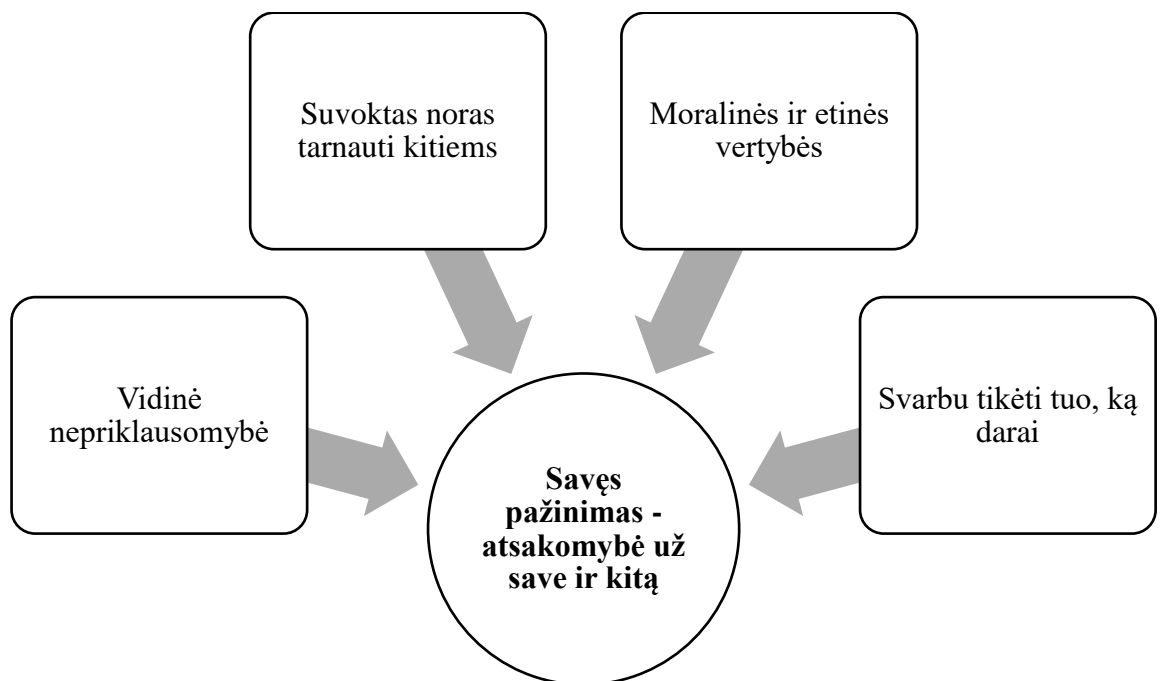 Suvoktas noras
tarnauti kitiems
Moralinės ir etinės
vertybės
Vidinė
nepriklausomybė
Svarbu tikėti tuo, ką
darai
Savęs
pažinimas -
atsakomybė už
save ir kitą